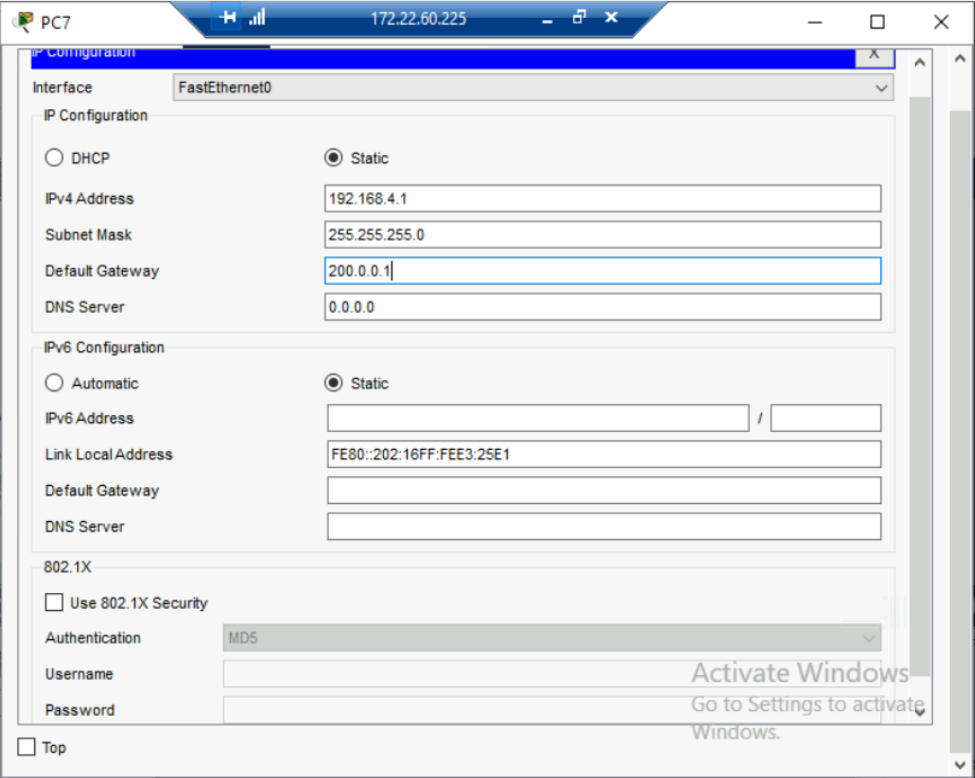 PC7
172.22.60.225
IP Configuration
X
Interface
FastEthernet0
IP Configuration
DHCP
Static
IPv4 Address
192.168.4.1
Subnet Mask
255.255.255.0
Default Gateway
200.0.0.1
DNS Server
0.0.0.0
IPv6 Configuration
Automatic
Static
IPv6 Address
/
Link Local Address
FE80::202:16FF:FEE3:25E1
Default Gateway
DNS Server
802.1X
Use 802.1X Security
Authentication
MD5
Username
Password
Activate Windows
Go to Settings to activate
Windows.
Top